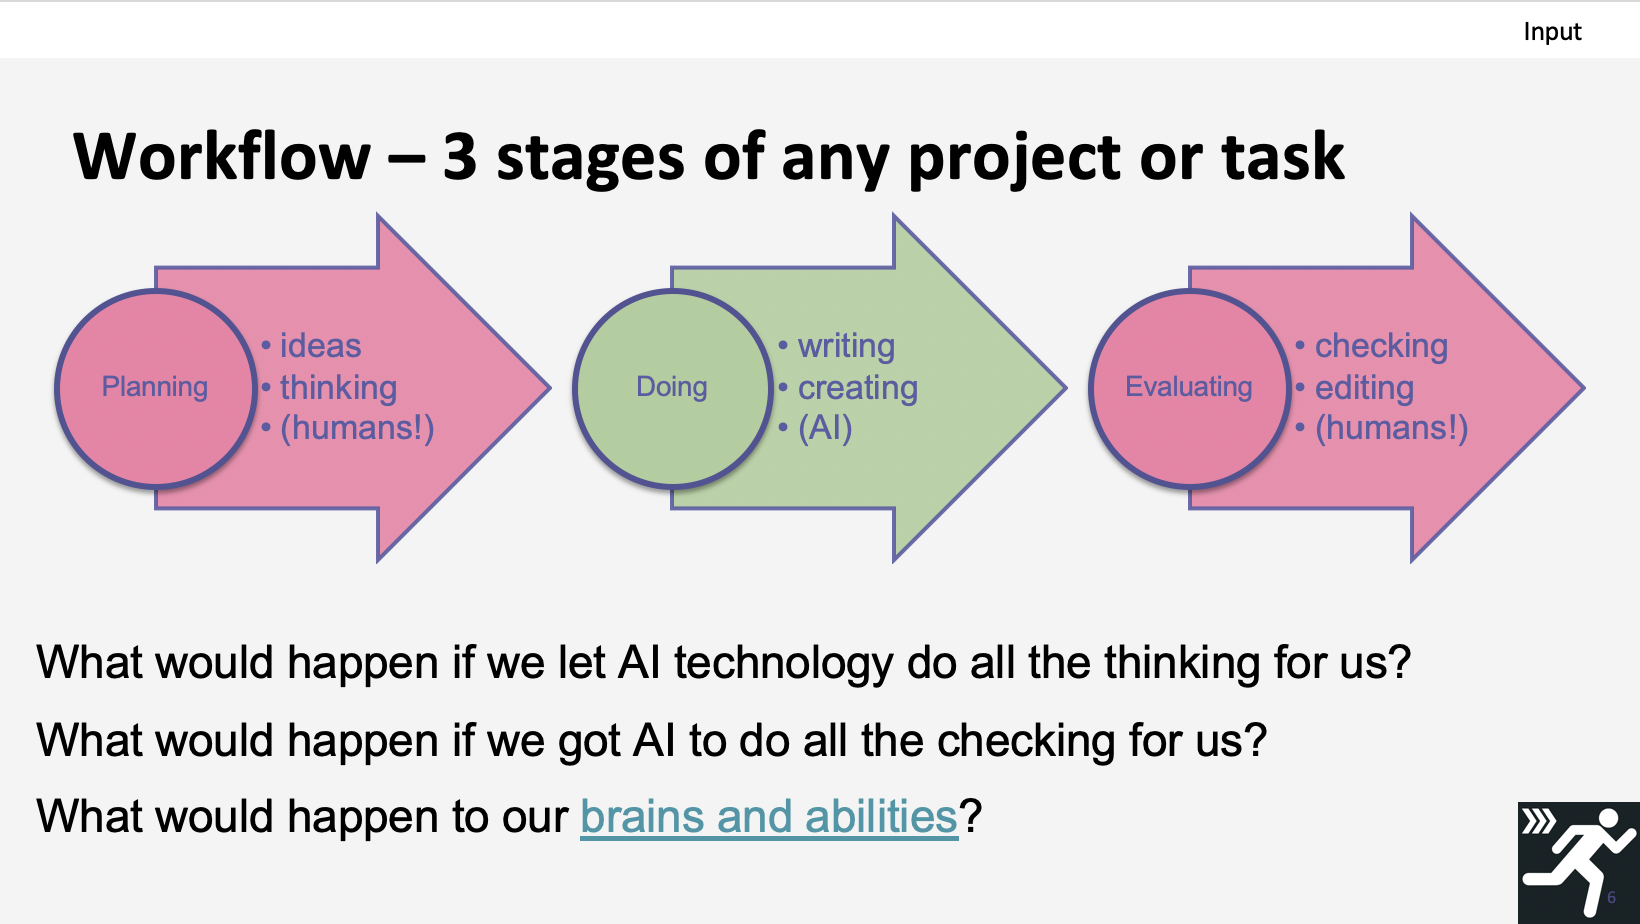 Input
Workflow – 3 stages of any project or task
Planning
• ideas
• thinking
• (humans!)
Doing
• writing
• creating
• (AI)
Evaluating
• checking
• editing
• (humans!)
What would happen if we let AI technology do all the thinking for us?
What would happen if we got AI to do all the checking for us?
What would happen to our brains and abilities?
6